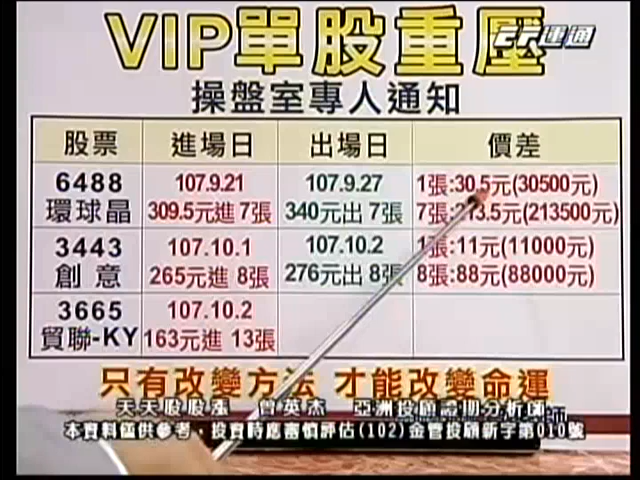 VIP單股重壓
建通
操盤室專人通知
股票 進場日 出場日 價差
6488 107.9.21 107.9.27 1張:30.5元(30500元)
環球晶 309.5元進 7張 340元出 7張 7張:213.5元(213500元)
3443 107.10.1 107.10.2 1張:11元(11000元)
創意 265元進 8張 276元出 8張 8張:88元(88000元)
3665 107.10.2
貿聯-KY 163元進 13張
只有改變方法 才能改變命運
天天股股漲 曾英杰 亞洲投顧證期分析師
本資料僅供參考,投資時應審慎評估(102)金管投顧新字第010號